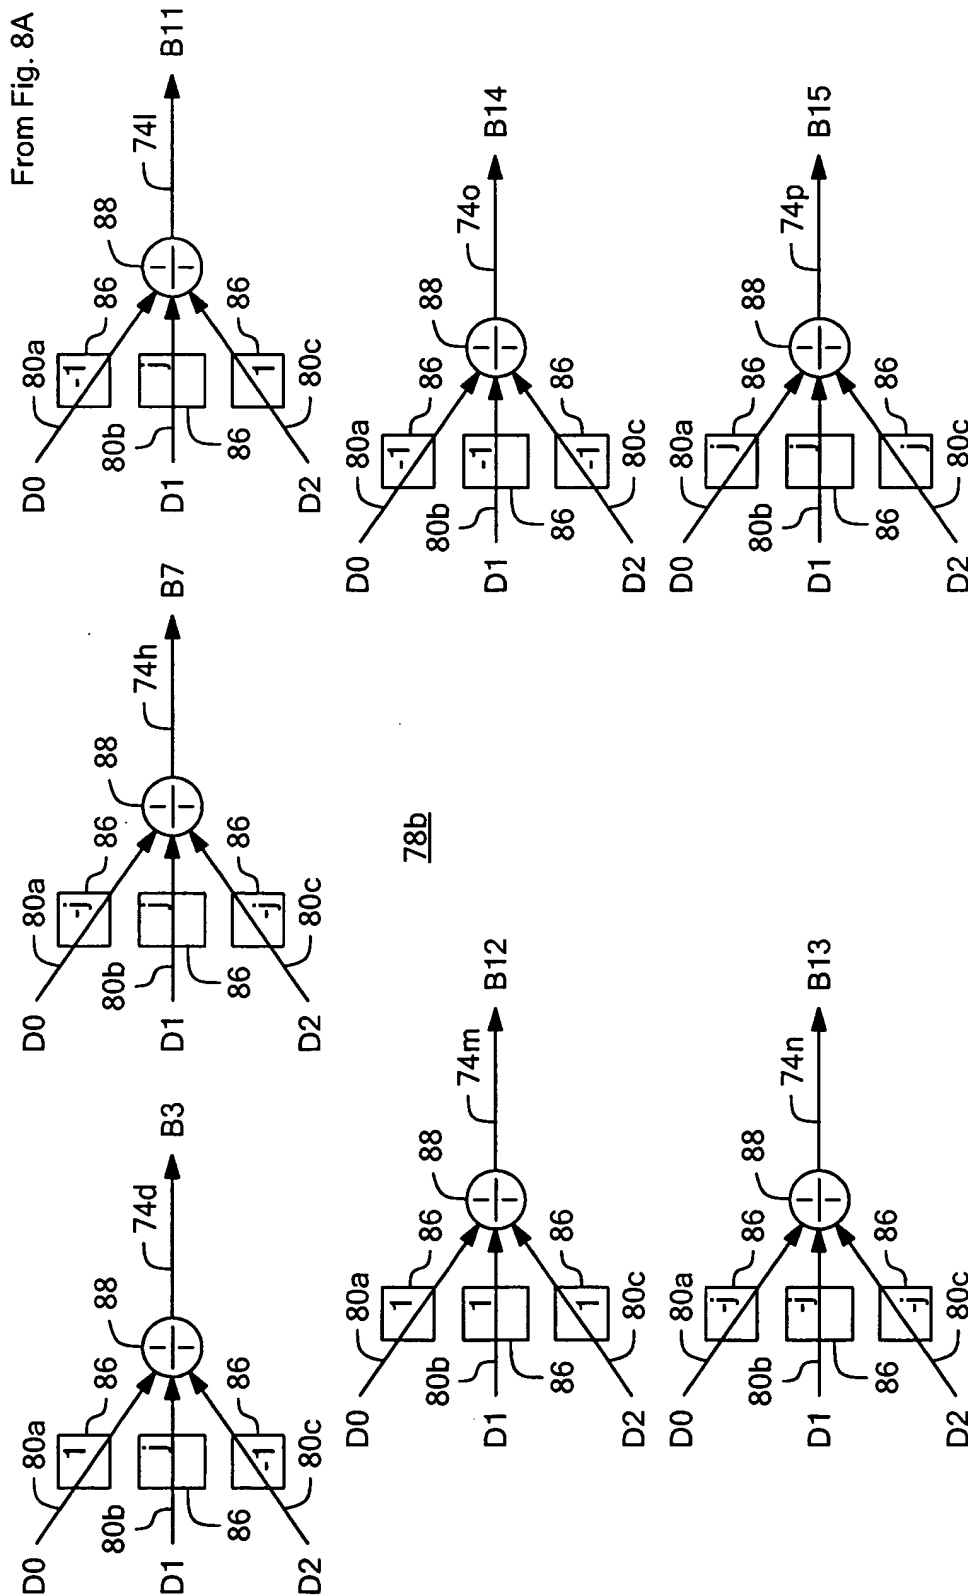 From Fig. 8A
D0
80a
1
86
88
74d
B3
D1
80b
j
86
D2
80c
-1
86
D0
80a
-j
86
88
74h
B7
D1
80b
j
86
D2
80c
-j
86
D0
80a
-1
86
88
74l
B11
D1
80b
j
86
D2
80c
1
86
D0
80a
1
86
88
74m
B12
D1
80b
1
86
D2
80c
1
86
78b
D0
80a
-1
86
88
74o
B14
D1
80b
-1
86
D2
80c
-1
86
D0
80a
-j
86
88
74n
B13
D1
80b
-j
86
D2
80c
-j
86
D0
80a
j
86
88
74p
B15
D1
80b
j
86
D2
80c
j
86